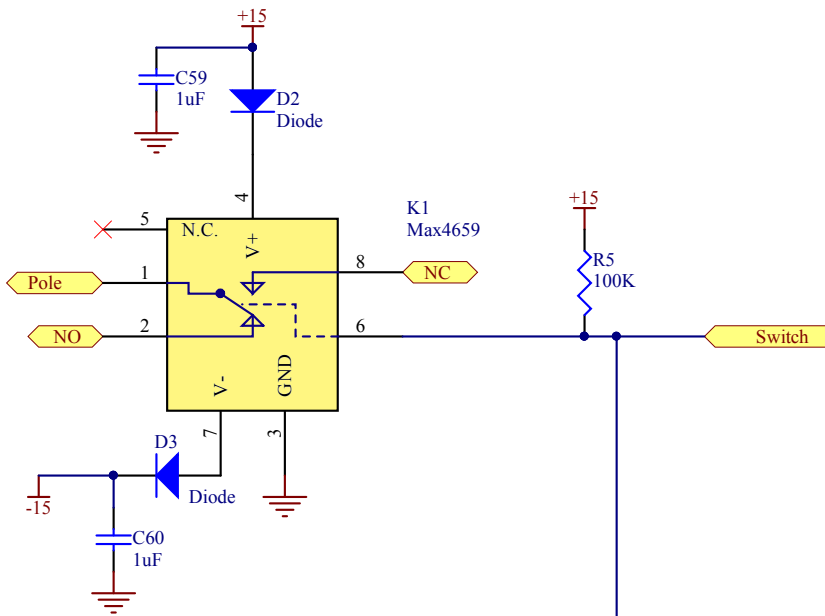 +15
C59
1uF
D2
Diode
4
K1
Max4659
+15
5
N.C.
V+
8
NC
R5
100K
Pole
1
NO
2
6
Switch
V-
GND
7
3
D3
Diode
-15
C60
1uF